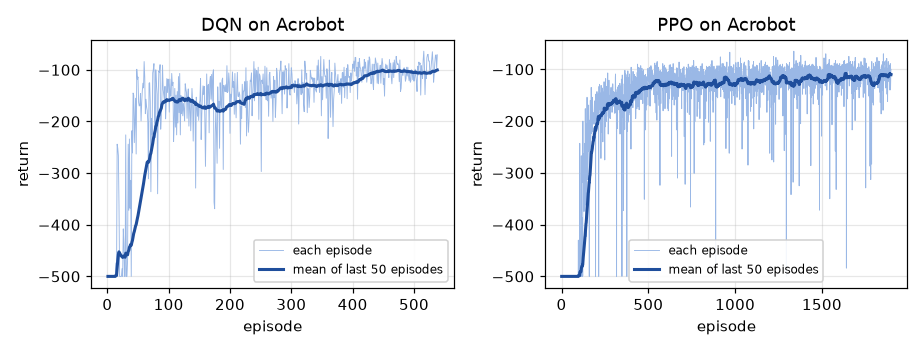 DQN on Acrobot
return
−100
−200
−300
−400
−500
0
100
200
300
400
500
episode
each episode
mean of last 50 episodes
PPO on Acrobot
return
−100
−200
−300
−400
−500
0
500
1000
1500
episode
each episode
mean of last 50 episodes